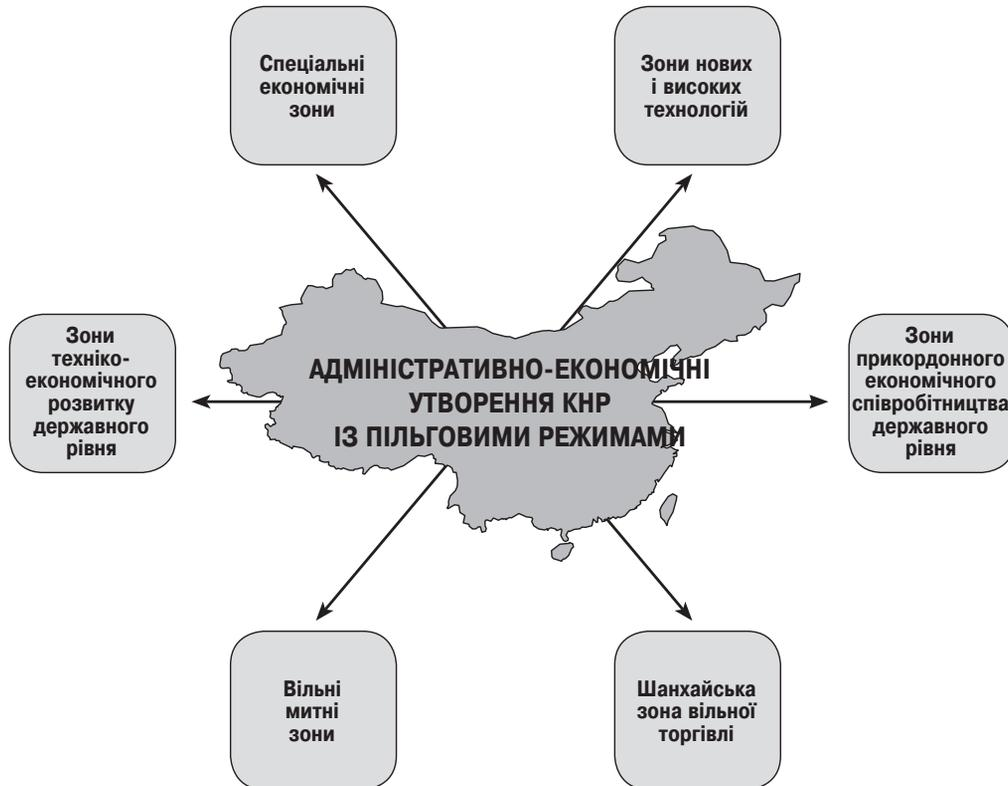 Спеціальні
економічні
зони
Зони нових
і високих
технологій
Зони
техніко-
економічного
розвитку
державного
рівня
АДМІНІСТРАТИВНО-ЕКОНОМІЧНІ
УТВОРЕННЯ КНР
ІЗ ПІЛЬГОВИМИ РЕЖИМАМИ
Зони
прикордонного
економічного
співробітництва
державного
рівня
Вільні
митні
зони
Шанхайська
зона вільної
торгівлі